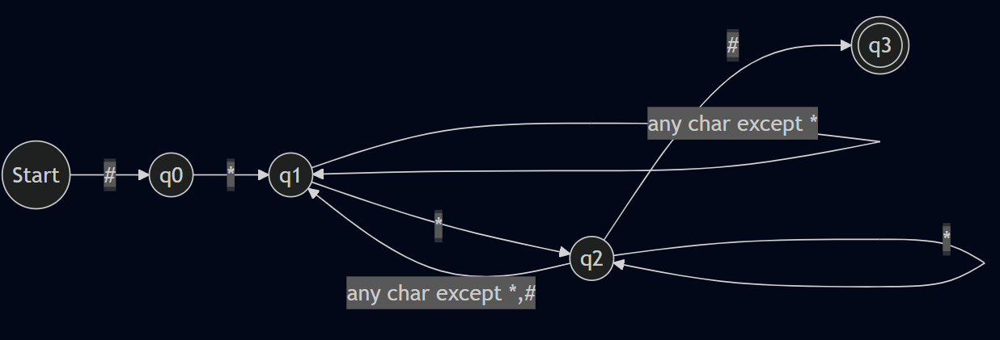 #
q3
any char except *
Start
#
q0
*
q1
*
*
q2
any char except *,#